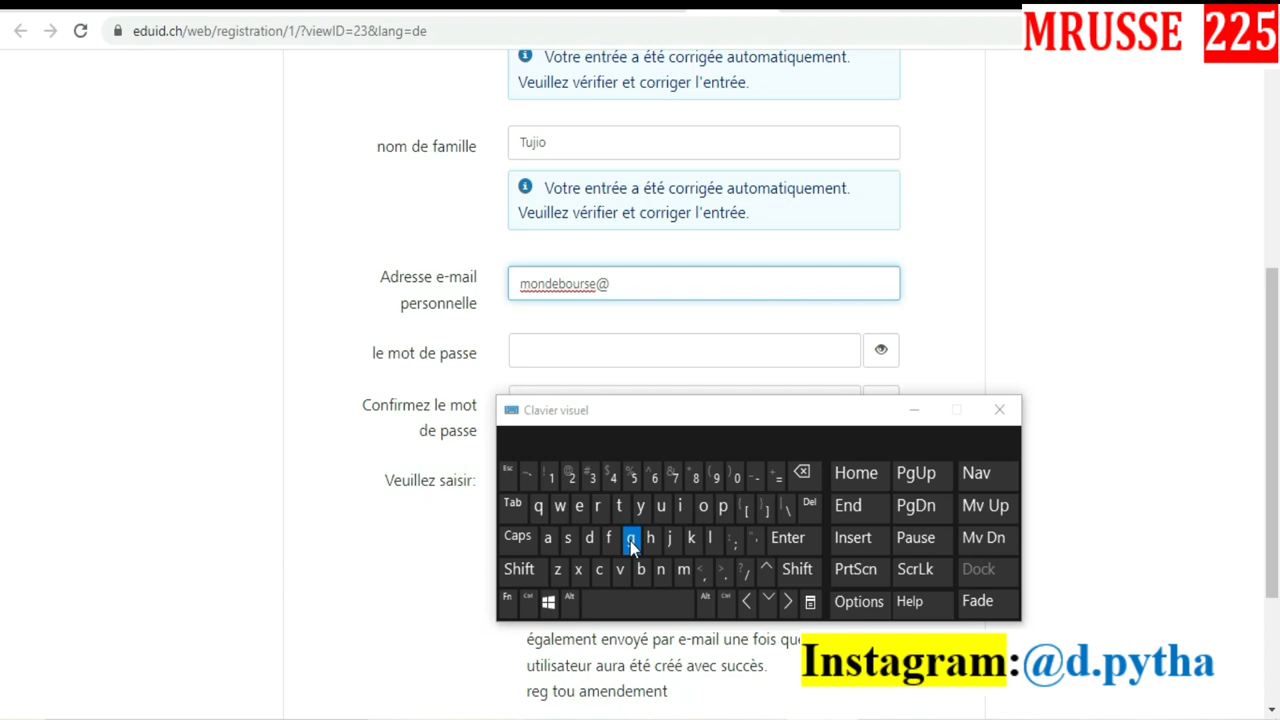 eduid.ch/web/registration/1/?viewID=23&lang=de
MRUSSE 225
Votre entrée a été corrigée automatiquement.
Veuillez vérifier et corriger l'entrée.
nom de famille
Tujio
Votre entrée a été corrigée automatiquement.
Veuillez vérifier et corriger l'entrée.
Adresse e-mail
personnelle
mondebourse@
le mot de passe
Confirmez le mot
de passe
Veuillez saisir:
Clavier visuel
Esc ~ ` ! 1 @ 2 # 3 $ 4 % 5 ^ 6 & 7 * 8 ( 9 ) 0 _ - + = Home PgUp Nav
Tab q w e r t y u i o p { [ } ] | \ Del End PgDn Mv Up
Caps a s d f g h j k l : ; " ' Enter Insert Pause Mv Dn
Shift z x c v b n m < , > . ? / ^ Shift PrtScn ScrLk Dock
Fn Ctrl Alt Alt Ctrl < > Options Help Fade
également envoyé par e-mail une fois que
utilisateur aura été créé avec succès.
reg tou amendement
Instagram:@d.pytha